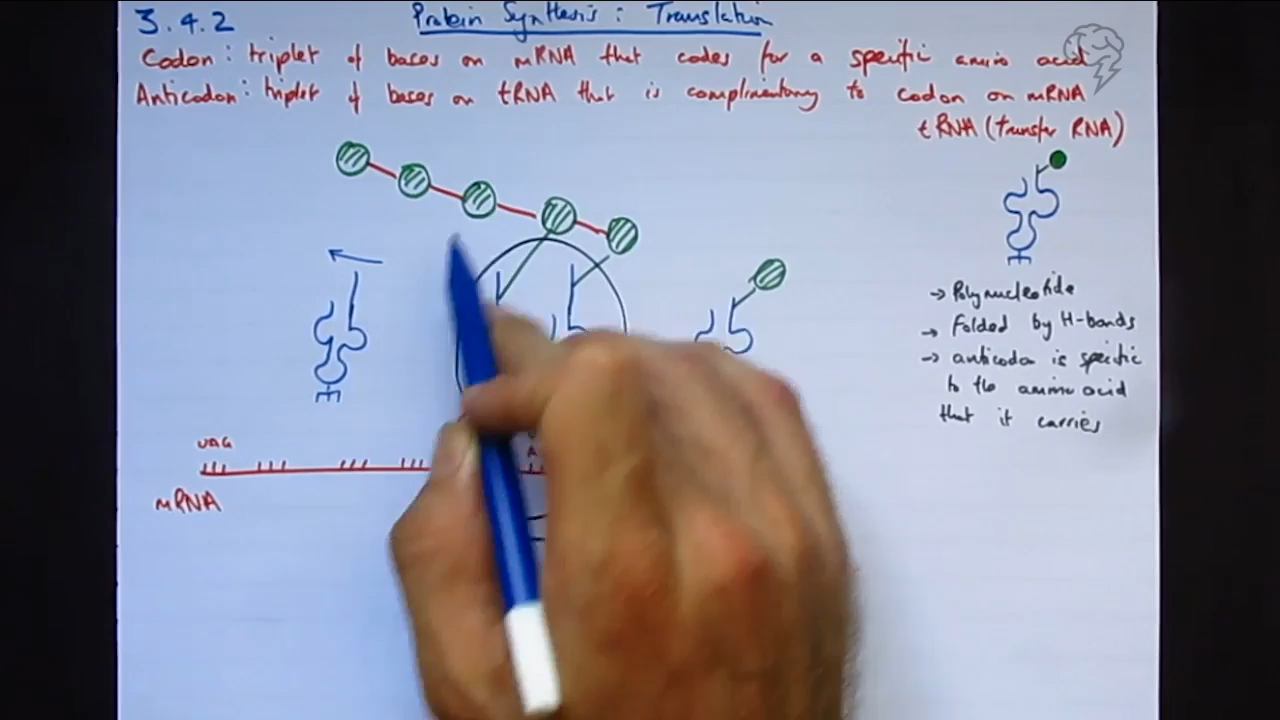 3.4.2
Protein Synthesis : Translation
Codon : triplet of bases on mRNA that codes for a specific amino acid
Anticodon : triplet of bases on tRNA that is complimentary to codon on mRNA
tRNA (transfer RNA)
→ Polynucleotide
→ Folded by H-bonds
→ anticodon is specific
to the amino acid
that it carries
UAG
A
mRNA